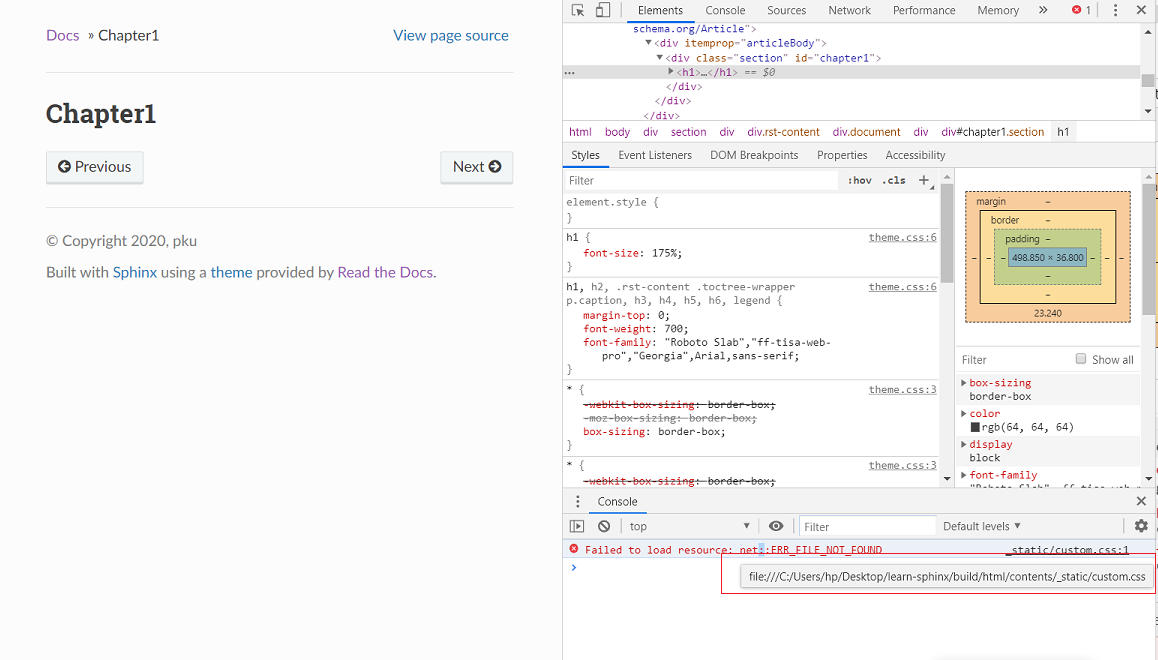 Docs » Chapter1
View page source
Chapter1
Previous
Next
© Copyright 2020, pku
Built with Sphinx using a theme provided by Read the Docs.
Elements Console Sources Network Performance Memory » 1
schema.org/Article">
▼<div itemprop="articleBody">
▼<div class="section" id="chapter1">
… ▶<h1>…</h1> == $0
</div>
</div>
</div>
html body div section div div.rst-content div.document div div#chapter1.section h1
Styles Event Listeners DOM Breakpoints Properties Accessibility
Filter :hov .cls +
element.style {
}
h1 { theme.css:6
font-size: 175%;
}
h1, h2, .rst-content .toctree-wrapper theme.css:6
p.caption, h3, h4, h5, h6, legend {
margin-top: 0;
font-weight: 700;
font-family: "Roboto Slab","ff-tisa-web-
pro","Georgia",Arial,sans-serif;
}
* { theme.css:3
-webkit-box-sizing: border-box;
-moz-box-sizing: border-box;
box-sizing: border-box;
}
* { theme.css:3
-webkit-box-sizing: border-box;
margin –
border –
padding –
– – – 498.850 × 36.800 – – –
–
–
23.240
Filter Show all
▶ box-sizing
border-box
▶ color
rgb(64, 64, 64)
▶ display
block
▶ font-family
Console
top ▼ Filter Default levels ▼
Failed to load resource: net::ERR_FILE_NOT_FOUND _static/custom.css:1
>
file:///C:/Users/hp/Desktop/learn-sphinx/build/html/contents/_static/custom.css